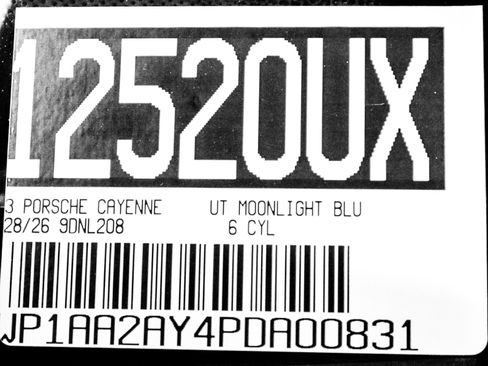 12520UX
3 PORSCHE CAYENNE UT MOONLIGHT BLU
28/26 9DNL208 6 CYL
JP1AA2AY4PDA00831